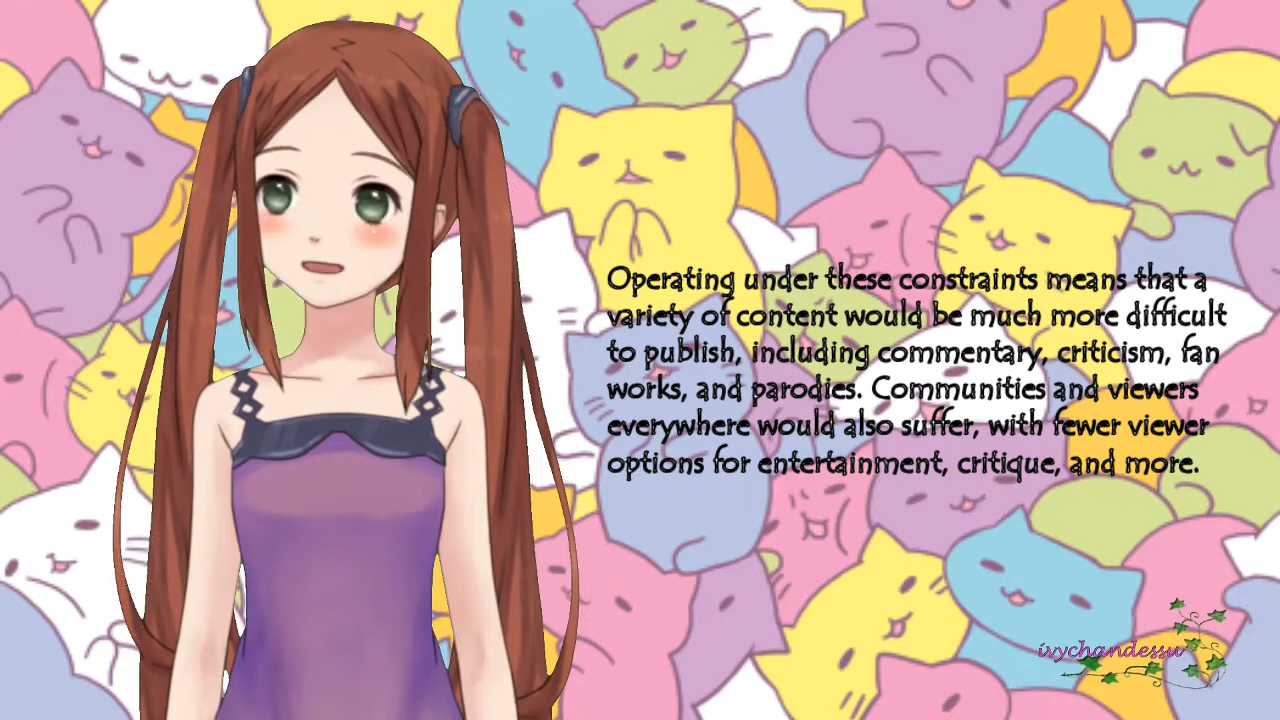 Operating under these constraints means that a
variety of content would be much more difficult
to publish, including commentary, criticism, fan
works, and parodies. Communities and viewers
everywhere would also suffer, with fewer viewer
options for entertainment, critique, and more.
ivychandessu